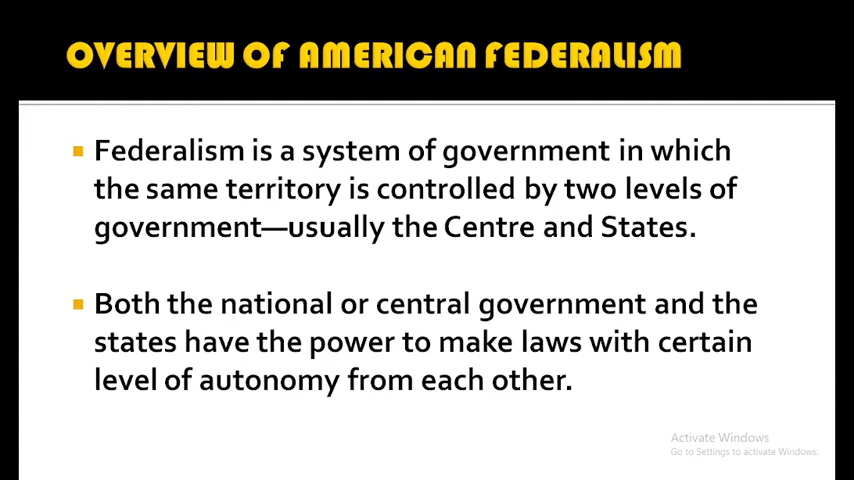 OVERVIEW OF AMERICAN FEDERALISM
Federalism is a system of government in which
the same territory is controlled by two levels of
government—usually the Centre and States.
Both the national or central government and the
states have the power to make laws with certain
level of autonomy from each other.
Activate Windows
Go to Settings to activate Windows.